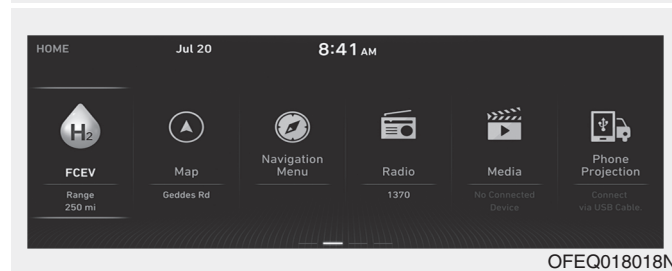 HOME
Jul 20
8:41 AM
H2
FCEV
Range
250 mi
Map
Geddes Rd
Navigation
Menu
Radio
1370
Media
No Connected
Device
Phone
Projection
Connect
via USB Cable.
OFEQ018018N